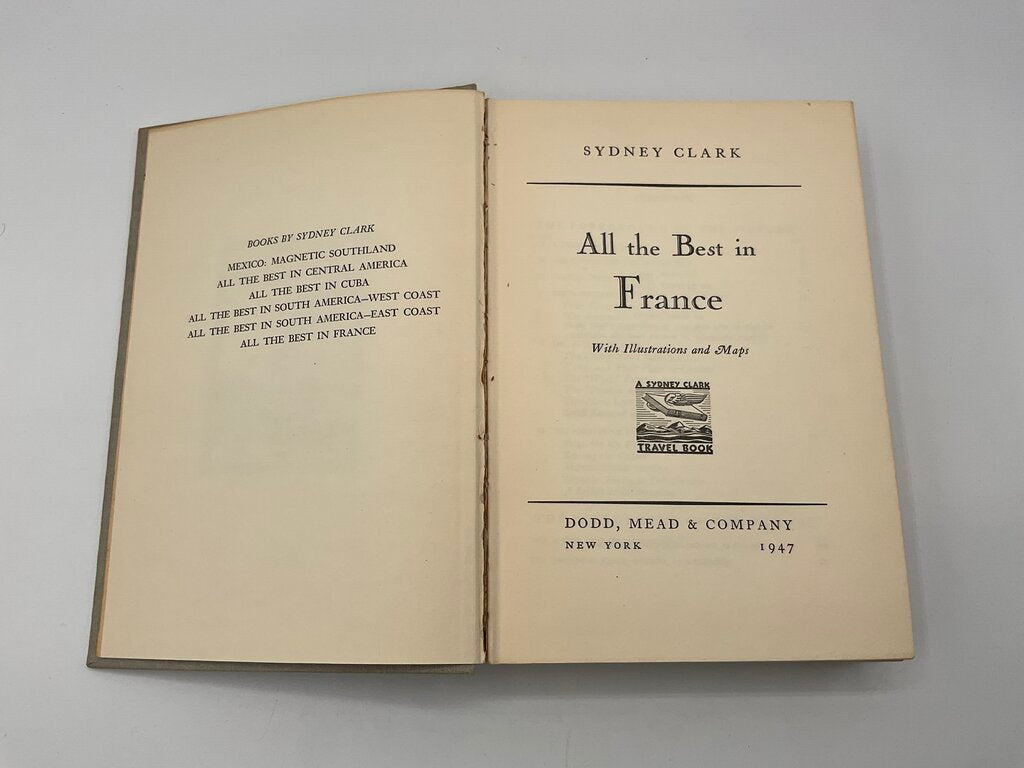 BOOKS BY SYDNEY CLARK
MEXICO: MAGNETIC SOUTHLAND
ALL THE BEST IN CENTRAL AMERICA
ALL THE BEST IN CUBA
ALL THE BEST IN SOUTH AMERICA—WEST COAST
ALL THE BEST IN SOUTH AMERICA—EAST COAST
ALL THE BEST IN FRANCE
SYDNEY CLARK
All the Best in
France
With Illustrations and Maps
A SYDNEY CLARK
TRAVEL BOOK
DODD, MEAD & COMPANY
NEW YORK 1947